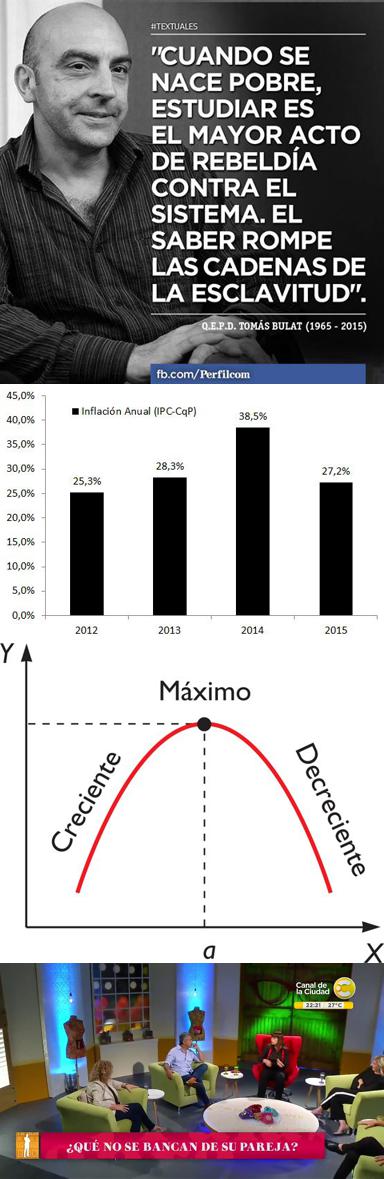 #TEXTUALES
"CUANDO SE
NACE POBRE,
ESTUDIAR ES
EL MAYOR ACTO
DE REBELDÍA
CONTRA EL
SISTEMA. EL
SABER ROMPE
LAS CADENAS DE
LA ESCLAVITUD".
Q.E.P.D. TOMÁS BULAT (1965 - 2015)
fb.com/Perfilcom
45,0%
40,0%
35,0%
30,0%
25,0%
20,0%
15,0%
10,0%
5,0%
0,0%
Inflación Anual (IPC-CqP)
25,3%
28,3%
38,5%
27,2%
2012
2013
2014
2015
Y
Máximo
Creciente
Decreciente
a
X
Canal de
la Ciudad
22:21 27°C
¿QUÉ NO SE BANCAN DE SU PAREJA?